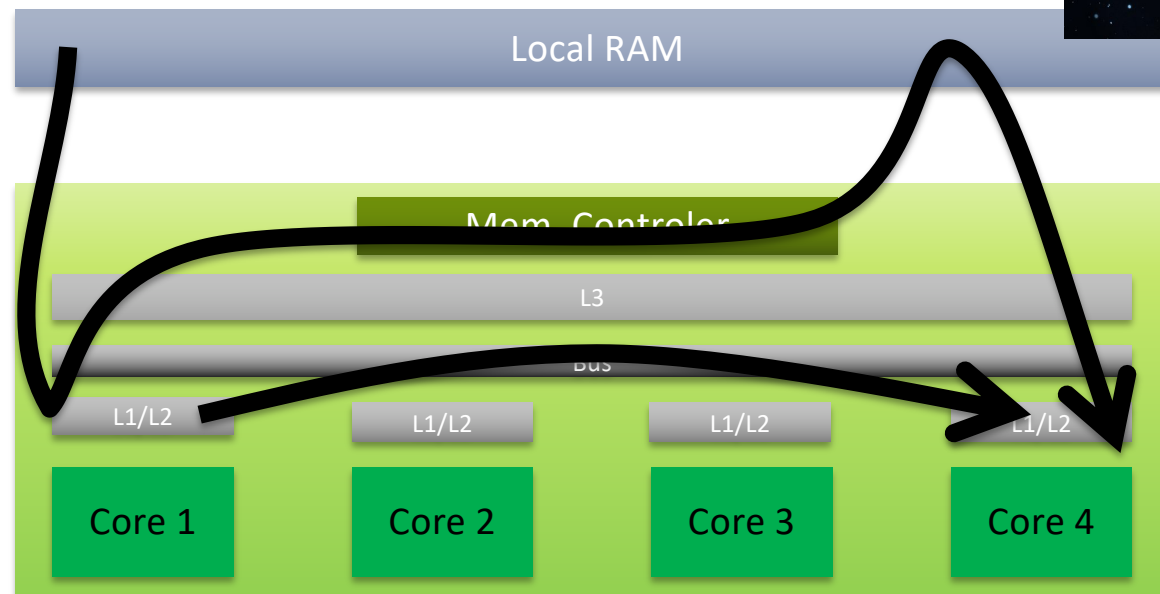 Local RAM
Mem. Controler
L3
Bus
L1/L2
L1/L2
L1/L2
L1/L2
Core 1
Core 2
Core 3
Core 4